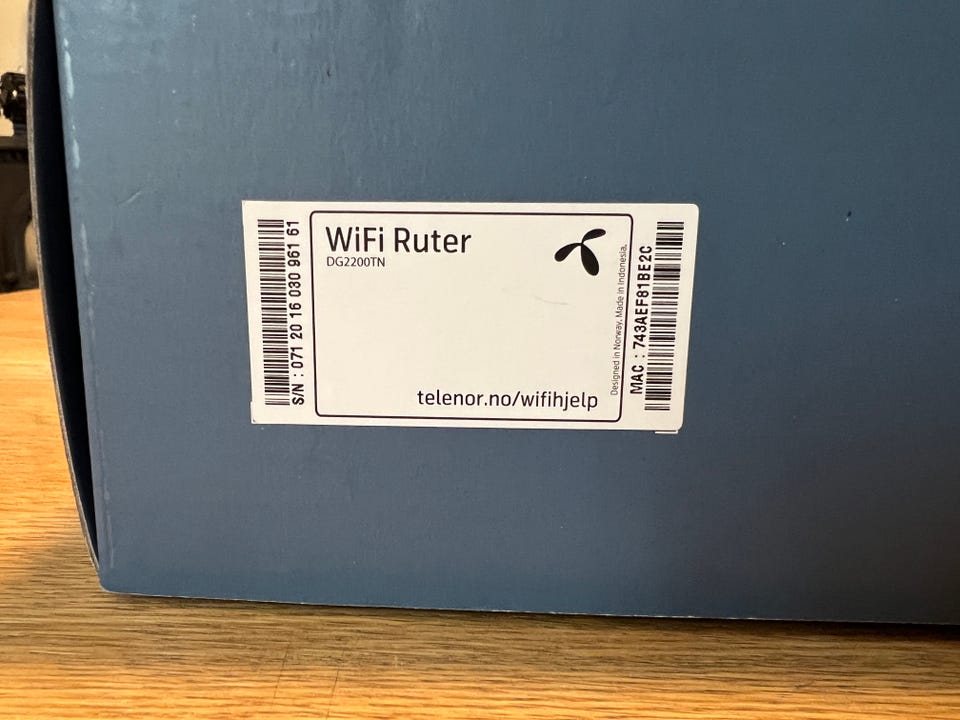 WiFi Ruter
DG2200TN
telenor.no/wifihjelp
S/N : 071 20 16 030 961 61
Designed in Norway. Made in Indonesia.
MAC : 743AEF81BE2C